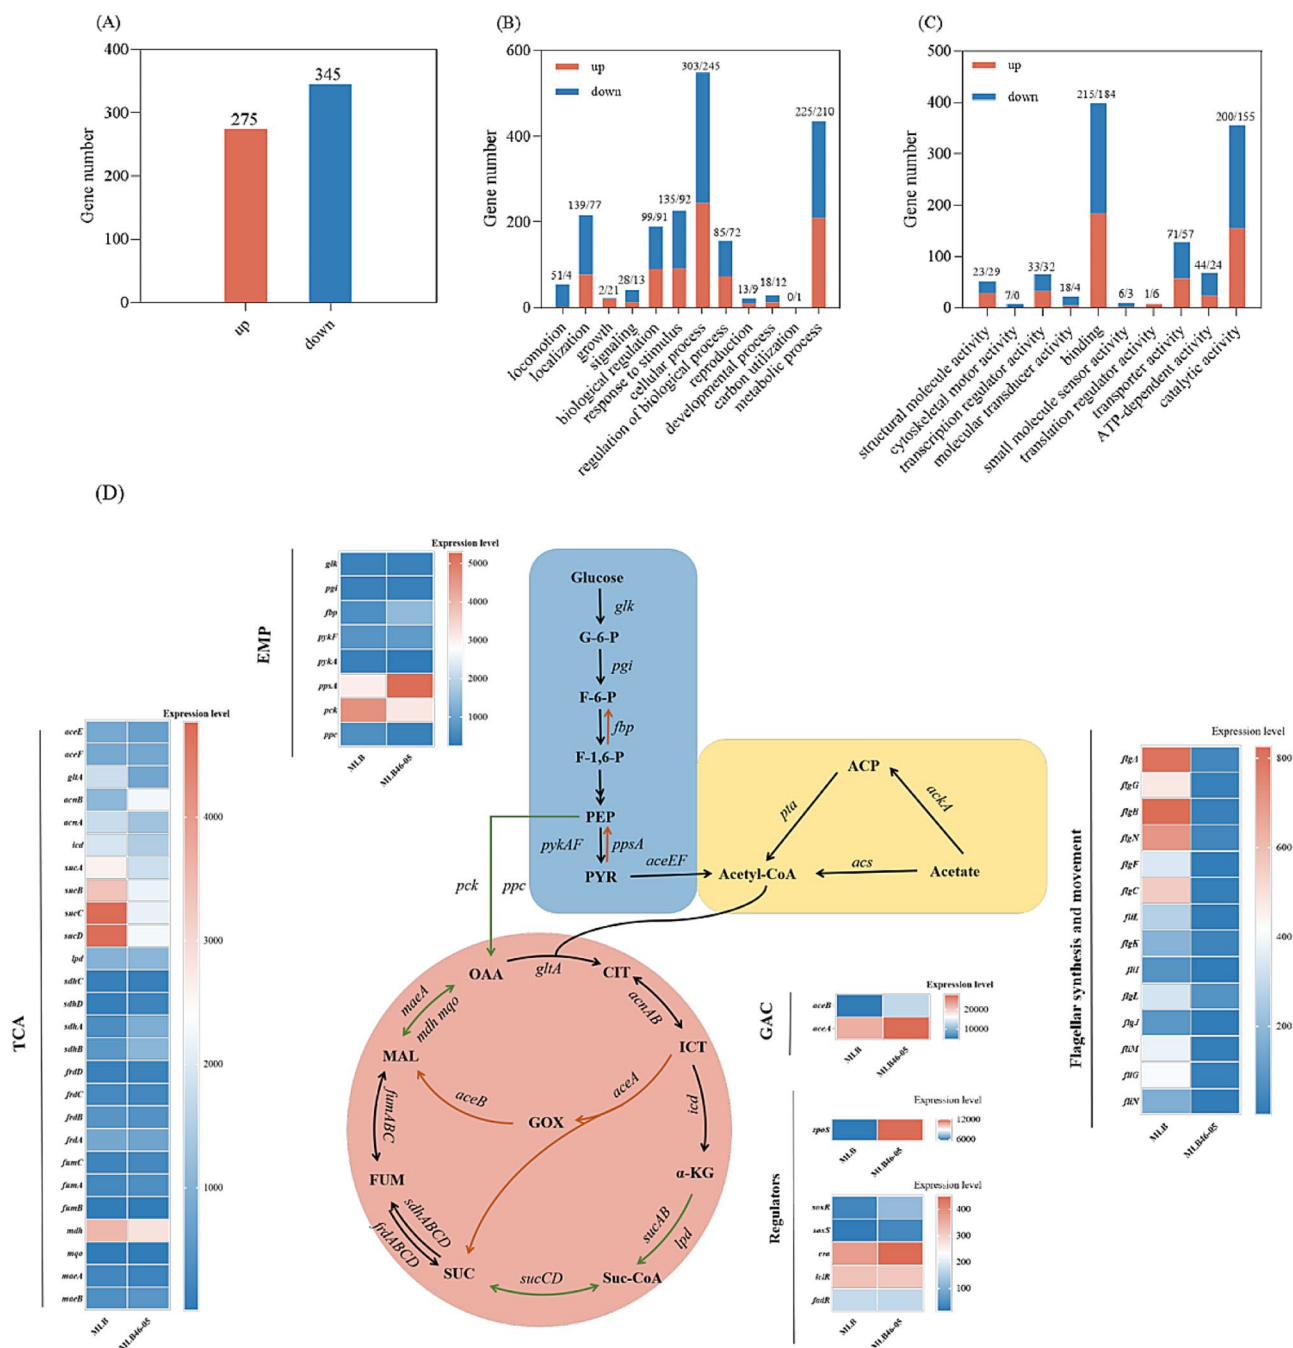 (A)
400
300
200
100
0
Gene number
275
345
up
down
(B)
600
400
200
0
Gene number
up
down
51/4
139/77
2/21
28/13
99/91
135/92
303/245
85/72
13/9
18/12
0/1
225/210
locomotion
localization
growth
signaling
biological regulation
response to stimulus
cellular process
regulation of biological process
reproduction
developmental process
carbon utilization
metabolic process
(C)
500
400
300
200
100
0
Gene number
up
down
23/29
7/0
33/32
18/4
215/184
6/3
1/6
71/57
44/24
200/155
structural molecule activity
cytoskeletal motor activity
transcription regulator activity
molecular transducer activity
binding
small molecule sensor activity
translation regulator activity
transporter activity
ATP-dependent activity
catalytic activity
(D)
EMP
Expression level
glk
pgi
fbp
pykF
pykA
ppsA
pck
ppc
5000
4000
3000
2000
1000
MLB
MLB46-05
TCA
Expression level
aceE
aceF
gltA
acnB
acnA
icd
sucA
sucB
sucC
sucD
lpd
sdhC
sdhD
sdhA
sdhB
frdD
frdC
frdB
frdA
fumC
fumA
fumB
mdh
mqo
maeA
maeB
4000
3000
2000
1000
MLB
MLB46-05
Glucose
glk
G-6-P
pgi
F-6-P
fbp
F-1,6-P
PEP
pykAF
ppsA
PYR
aceEF
pck
ppc
ACP
pta
ackA
Acetyl-CoA
acs
Acetate
OAA
gltA
CIT
acnAB
ICT
icd
α-KG
sucAB
lpd
Suc-CoA
sucCD
SUC
sdhABCD
frdABCD
FUM
fumABC
MAL
maeA
mdh mqo
aceB
GOX
aceA
GAC
Expression level
aceB
aceA
20000
10000
MLB
MLB46-05
Regulators
Expression level
rpoS
12000
6000
MLB
MLB46-05
Expression level
soxR
soxS
cra
iclR
fadR
400
300
200
100
MLB
MLB46-05
Flagellar synthesis and movement
Expression level
flgA
flgG
flgB
flgN
flgF
flgC
fliL
flgK
fliI
flgL
flgJ
fliM
fliG
fliN
800
600
400
200
MLB
MLB46-05